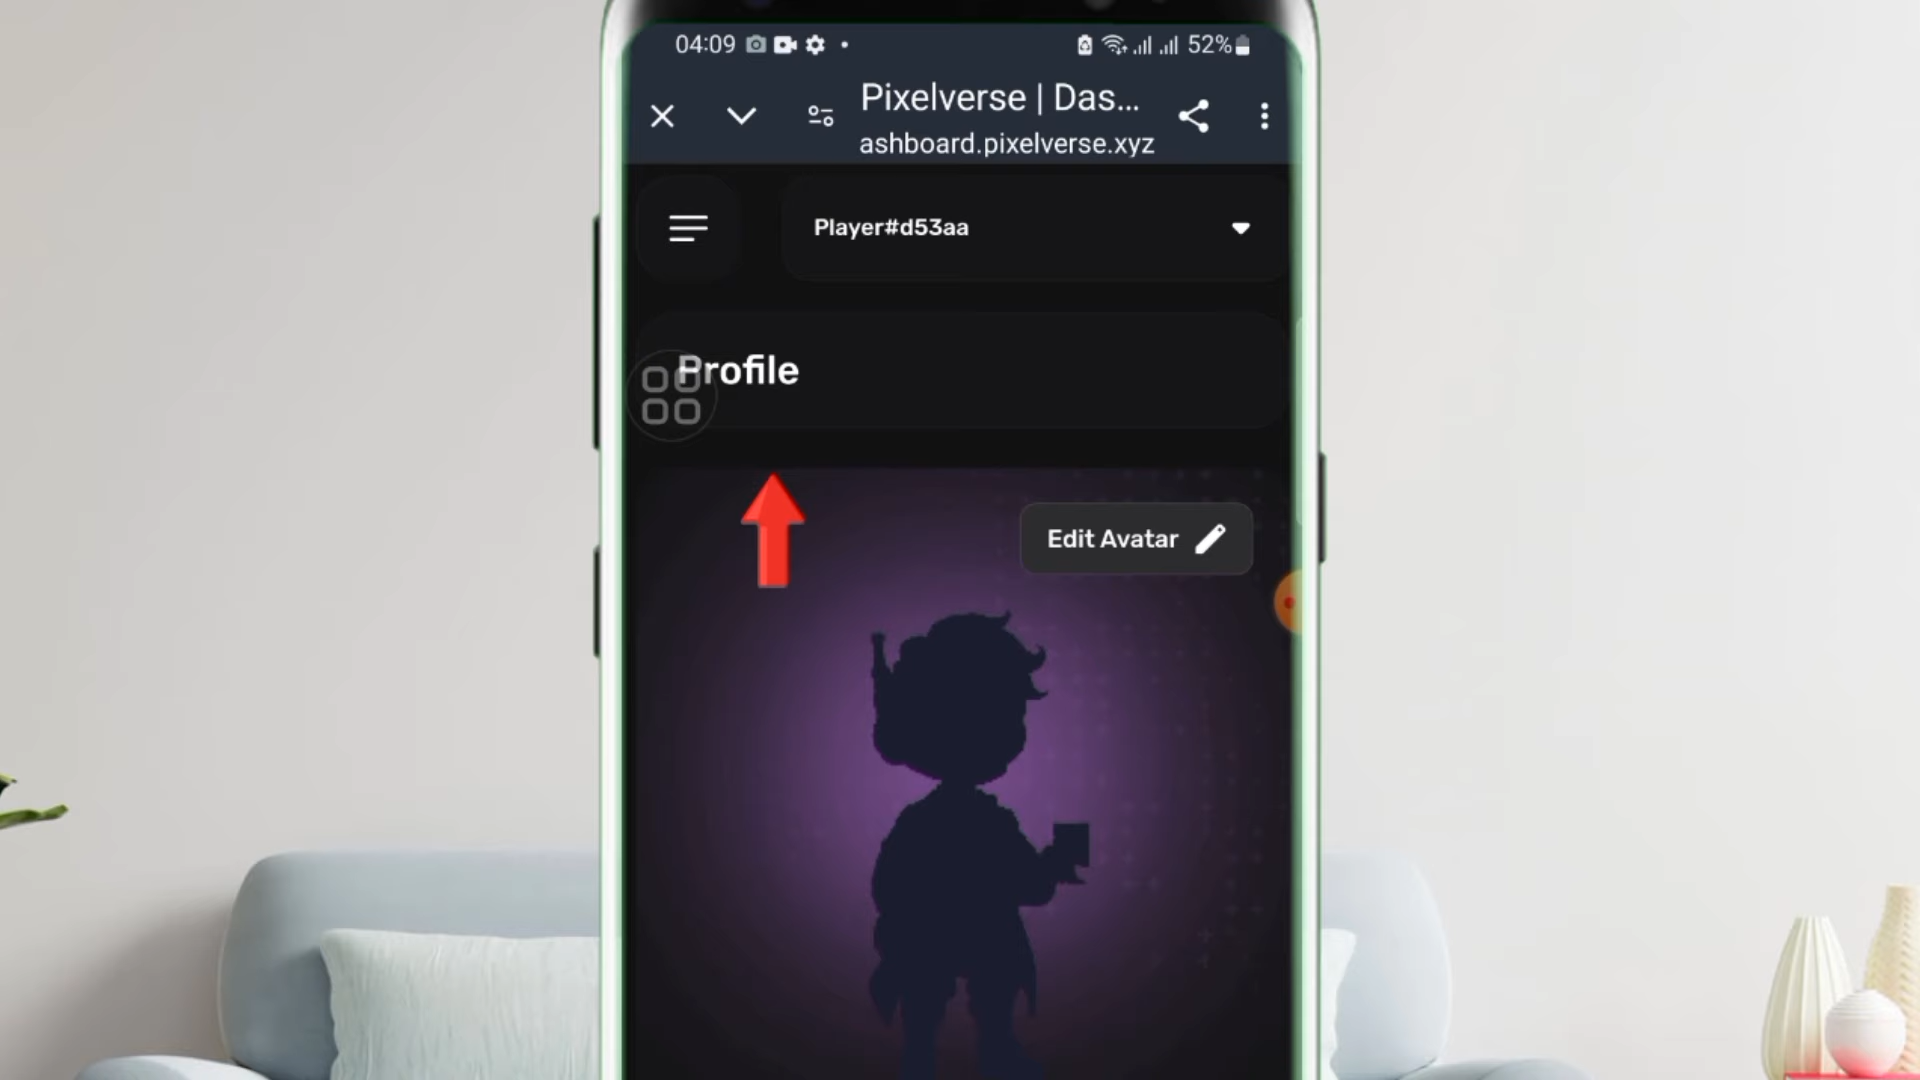 04:09
52%
Pixelverse | Das...
ashboard.pixelverse.xyz
Player#d53aa
Profile
Edit Avatar